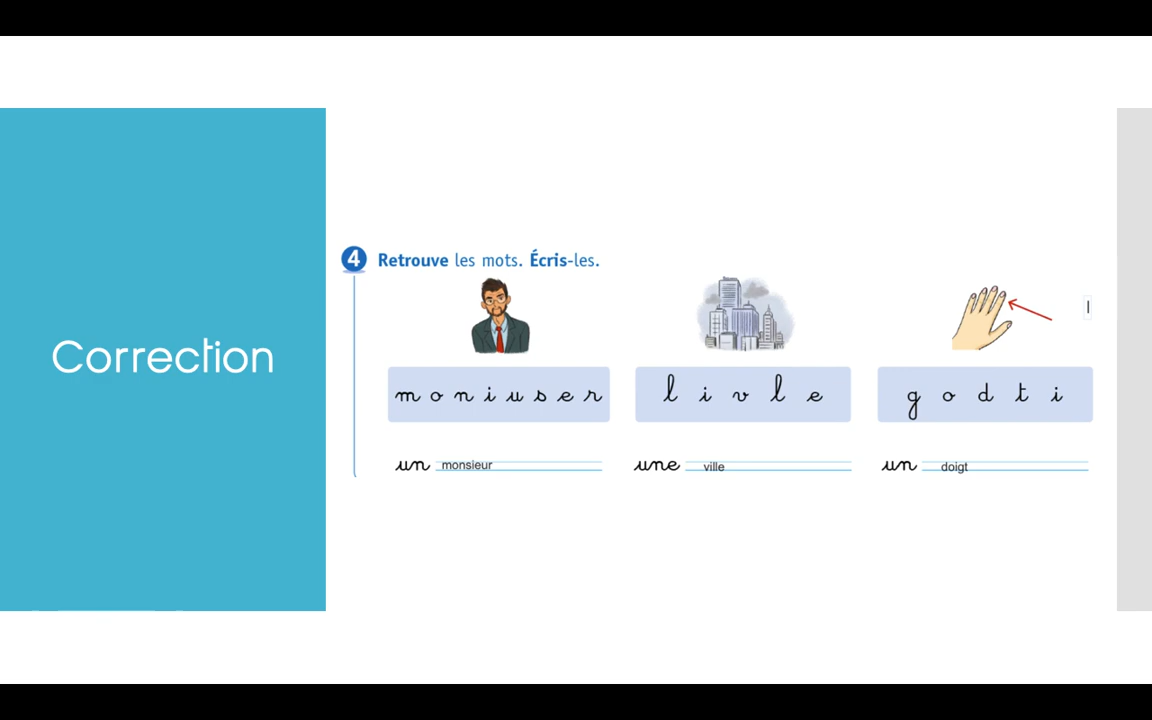 Correction
4 Retrouve les mots. Écris-les.
m o n i u s e r
l i v l e
g o d t i
un monsieur
une ville
un doigt